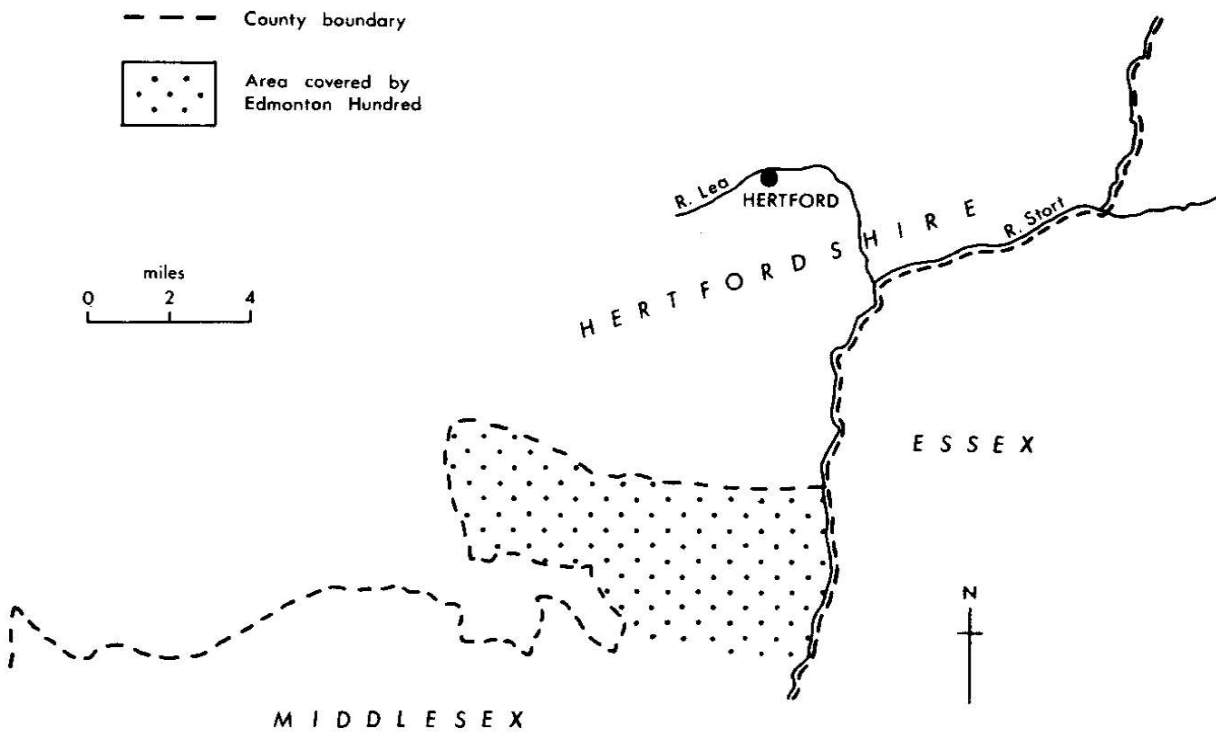 County boundary
Area covered by
Edmonton Hundred
R. Lea
HERTFORD
HERTFORDSHIRE
R. Stort
miles
0 2 4
ESSEX
N
MIDDLESEX